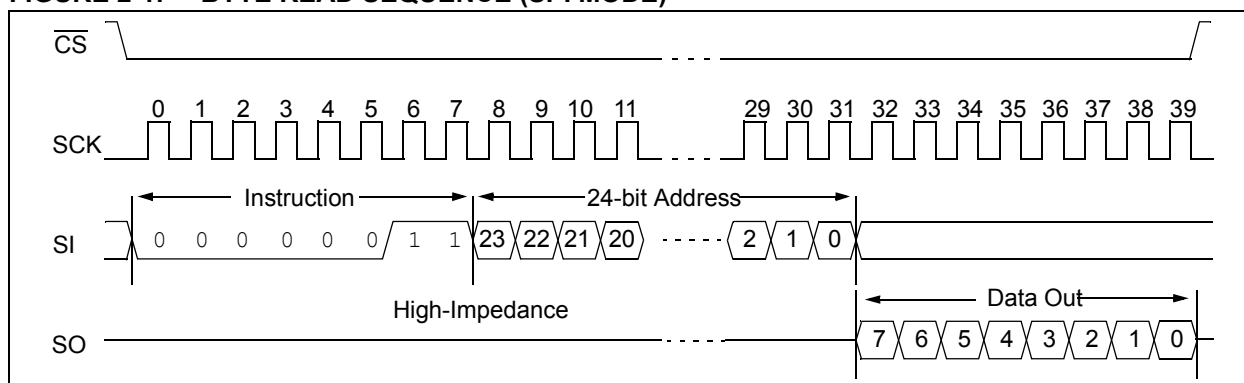 FIGURE 2-1: BYTE READ SEQUENCE (SPI MODE)
CS
0 1 2 3 4 5 6 7 8 9 10 11 29 30 31 32 33 34 35 36 37 38 39
SCK
Instruction 24-bit Address
SI 0 0 0 0 0 0 1 1 23 22 21 20 2 1 0
High-Impedance Data Out
SO 7 6 5 4 3 2 1 0